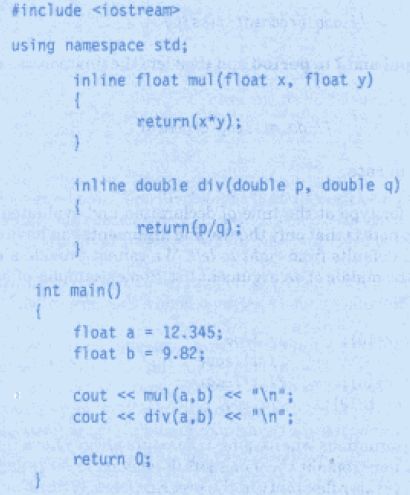 #include <iostream>
using namespace std;
inline float mul(float x, float y)
{
return(x*y);
}
inline double div(double p, double q)
{
return(p/q);
}
int main()
{
float a = 12.345;
float b = 9.82;
cout << mul(a,b) << "\n";
cout << div(a,b) << "\n";
return 0;
}